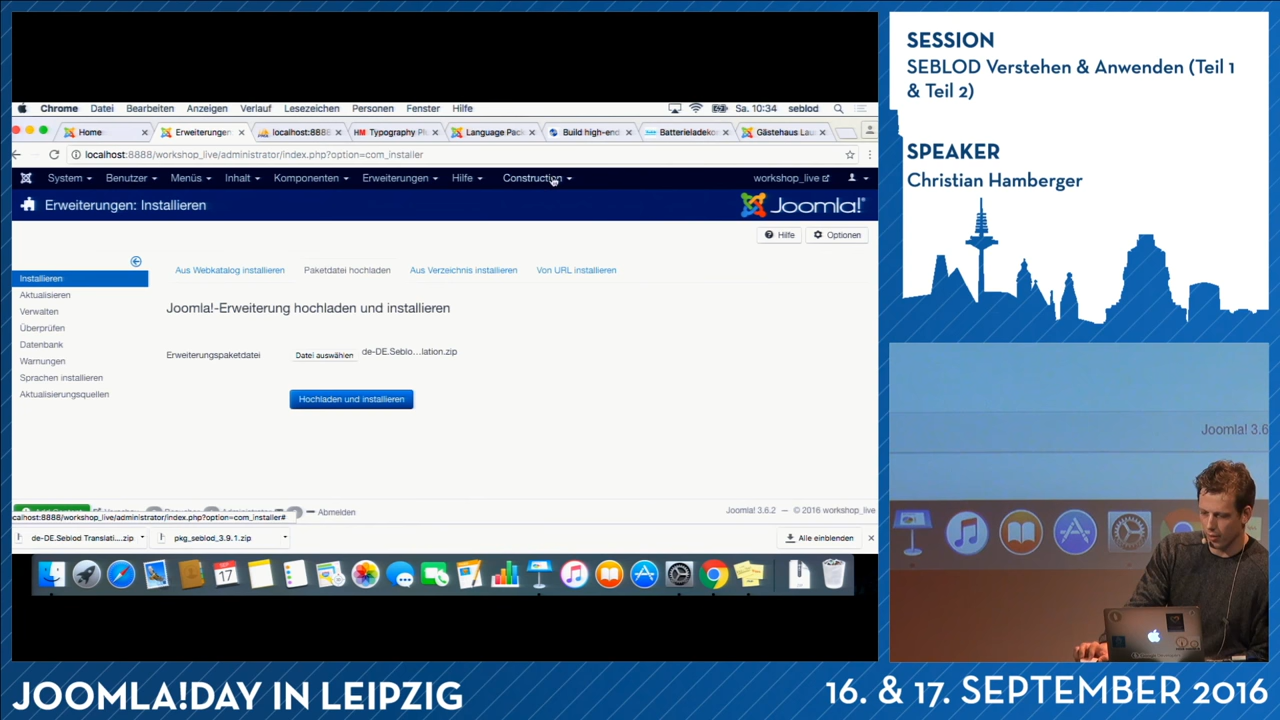 Chrome Datei Bearbeiten Anzeigen Verlauf Lesezeichen Personen Fenster Hilfe Sa. 10:34 seblod
Home Erweiterungen localhost:888 Typography Language Pac Build high-end Batterieladeko Gästehaus Lau
localhost:8888/workshop_live/administrator/index.php?option=com_installer
System Benutzer Menüs Inhalt Komponenten Erweiterungen Hilfe Construction workshop_live
Erweiterungen: Installieren Joomla!
Hilfe Optionen
Installieren
Aktualisieren
Verwalten
Überprüfen
Datenbank
Warnungen
Sprachen installieren
Aktualisierungsquellen
Aus Webkatalog installieren Paketdatei hochladen Aus Verzeichnis installieren Von URL installieren
Joomla!-Erweiterung hochladen und installieren
Erweiterungspaketdatei Datei auswählen de-DE.Seblo…lation.zip
Hochladen und installieren
Abmelden Joomla! 3.6.2 — © 2016 workshop_live
calhost:8888/workshop_live/administrator/index.php?option=com_installer#
de-DE.Seblod Translati....zip pkg_seblod_3.9.1.zip Alle einblenden
17
SESSION
SEBLOD Verstehen & Anwenden (Teil 1
& Teil 2)
SPEAKER
Christian Hamberger
Joomla! 3.6
JOOMLA!DAY IN LEIPZIG
16. & 17. SEPTEMBER 2016